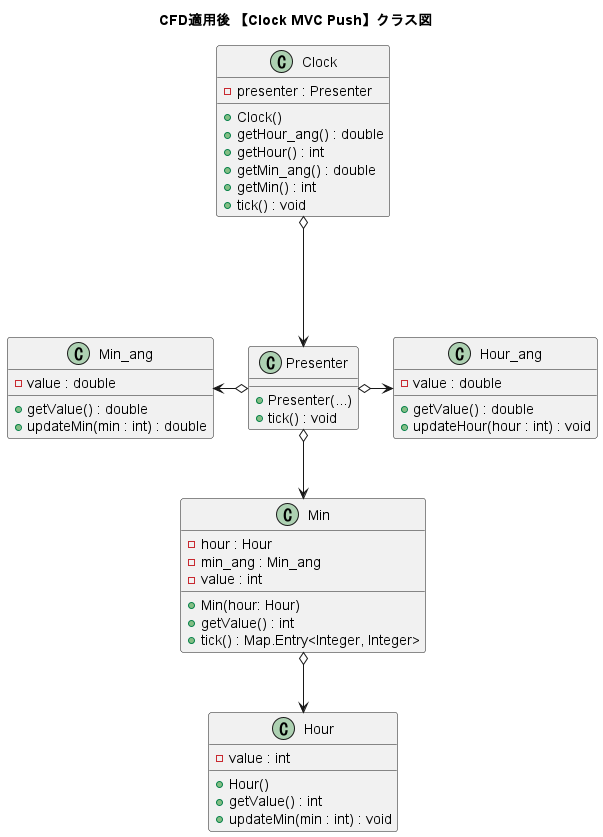 CFD適用後 【Clock MVC Push】クラス図
C Clock
presenter : Presenter
Clock()
getHour_ang() : double
getHour() : int
getMin_ang() : double
getMin() : int
tick() : void
C Min_ang
value : double
getValue() : double
updateMin(min : int) : double
C Presenter
Presenter(...)
tick() : void
C Hour_ang
value : double
getValue() : double
updateHour(hour : int) : void
C Min
hour : Hour
min_ang : Min_ang
value : int
Min(hour: Hour)
getValue() : int
tick() : Map.Entry<Integer, Integer>
C Hour
value : int
Hour()
getValue() : int
updateMin(min : int) : void